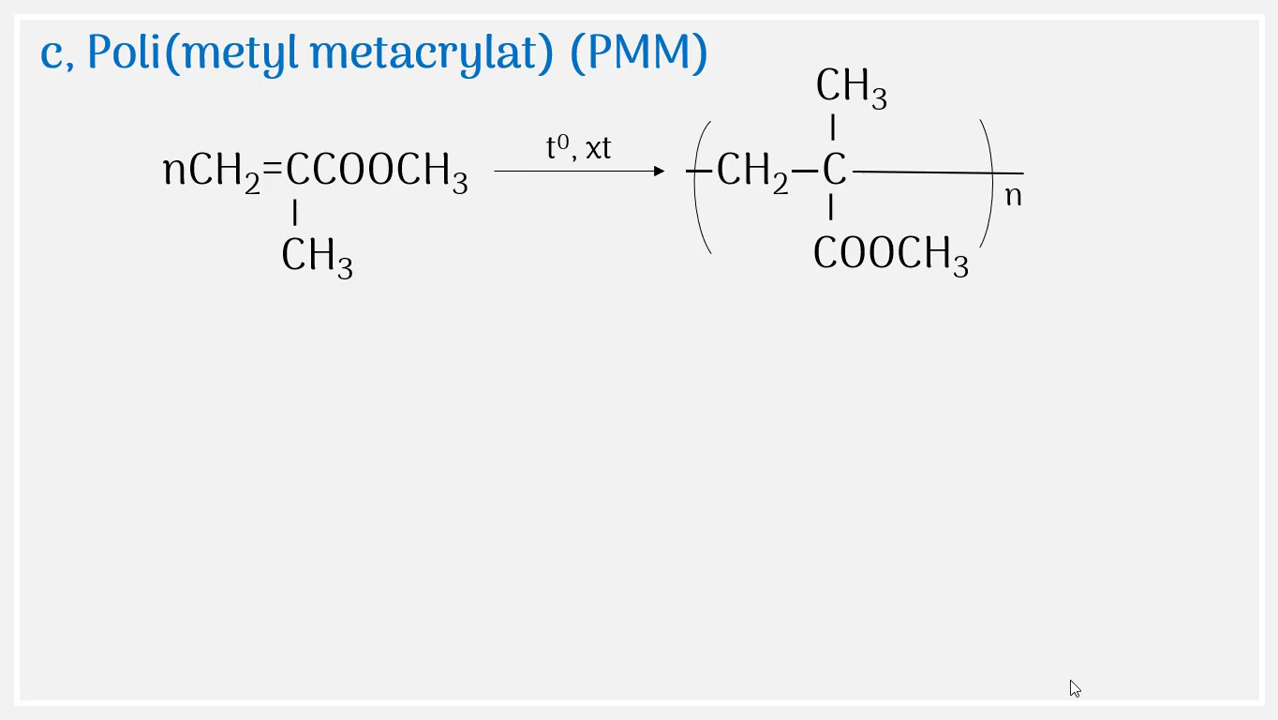 c, Poli(metyl metacrylat) (PMM)
CH₃
nCH₂=CCOOCH₃ t⁰, xt CH₂ C n
CH₃ COOCH₃